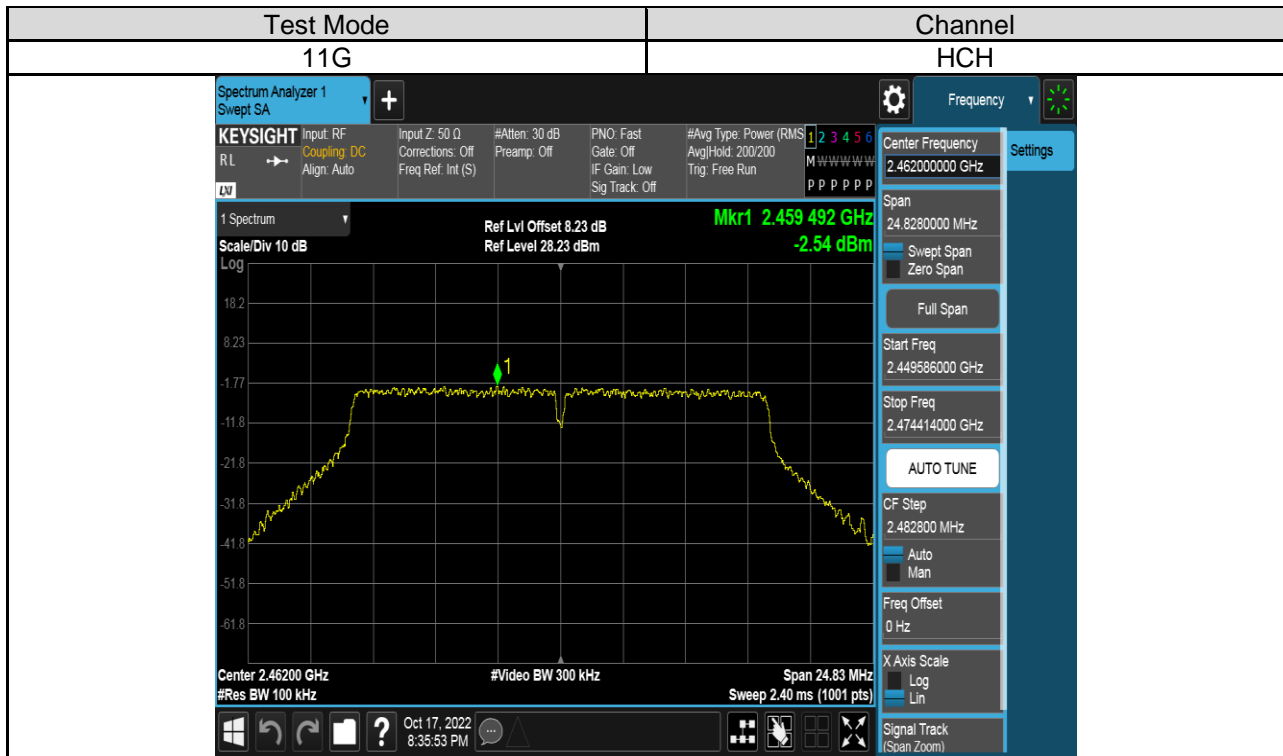 Test Mode Channel
11G HCH
Spectrum Analyzer 1
Swept SA
+
Frequency
KEYSIGHT
RL
LXI
Input: RF
Coupling: DC
Align: Auto
Input Z: 50 Ω
Corrections: Off
Freq Ref: Int (S)
#Atten: 30 dB
Preamp: Off
PNO: Fast
Gate: Off
IF Gain: Low
Sig Track: Off
#Avg Type: Power (RMS
Avg|Hold: 200/200
Trig: Free Run
1 2 3 4 5 6
M W W W W W
P P P P P P
1 Spectrum
Scale/Div 10 dB
Log
Ref Lvl Offset 8.23 dB
Ref Level 28.23 dBm
Mkr1 2.459 492 GHz
-2.54 dBm
18.2
8.23
-1.77
-11.8
-21.8
-31.8
-41.8
-51.8
-61.8
1
Center 2.46200 GHz
#Video BW 300 kHz
Span 24.83 MHz
#Res BW 100 kHz
Sweep 2.40 ms (1001 pts)
?
Oct 17, 2022
8:35:53 PM
Center Frequency
2.462000000 GHz
Settings
Span
24.8280000 MHz
Swept Span
Zero Span
Full Span
Start Freq
2.449586000 GHz
Stop Freq
2.474414000 GHz
AUTO TUNE
CF Step
2.482800 MHz
Auto
Man
Freq Offset
0 Hz
X Axis Scale
Log
Lin
Signal Track
(Span Zoom)